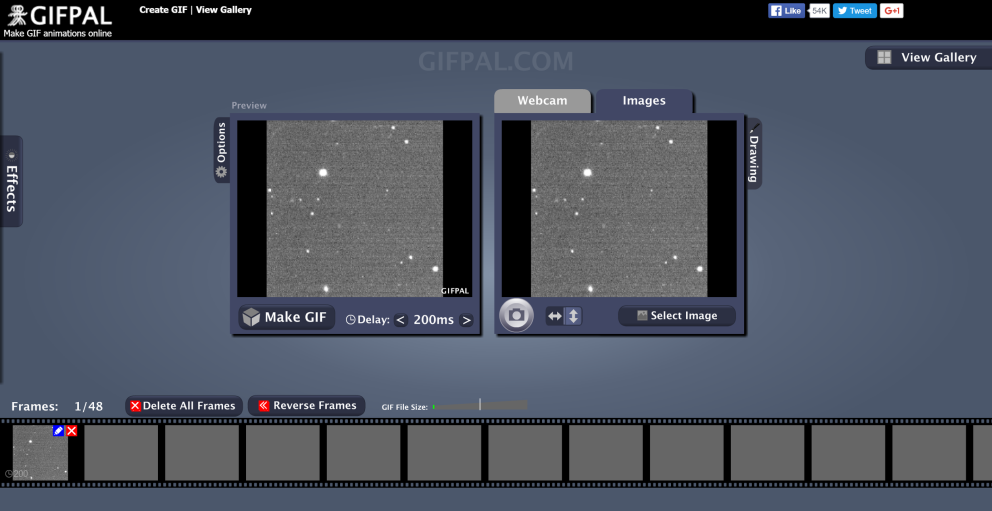 GIFPAL
Make GIF animations online
Create GIF | View Gallery
Like
54K
Tweet
G+1
GIFPAL.COM
View Gallery
Preview
Webcam
Images
Options
Drawing
Effects
GIFPAL
Make GIF
Delay: < 200ms >
Select Image
Frames: 1/48
Delete All Frames
Reverse Frames
GIF File Size:
200